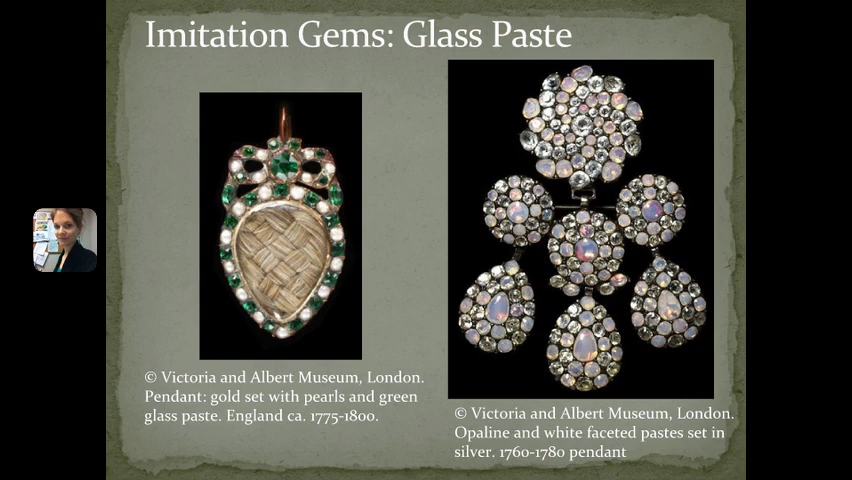 Imitation Gems: Glass Paste
© Victoria and Albert Museum, London.
Pendant: gold set with pearls and green
glass paste. England ca. 1775-1800.
© Victoria and Albert Museum, London.
Opaline and white faceted pastes set in
silver. 1760-1780 pendant